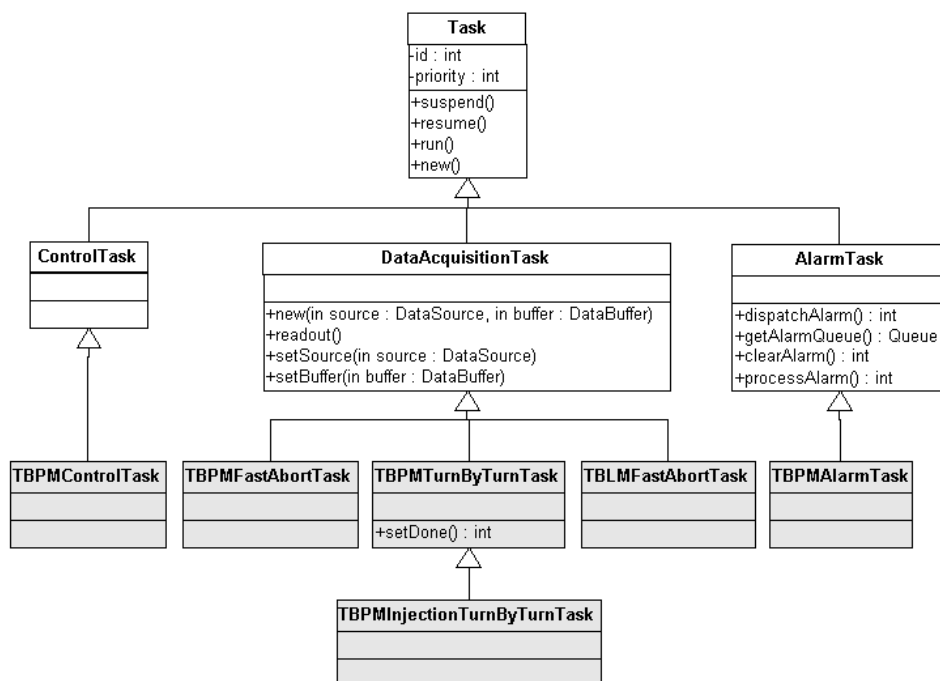 Task
-id : int
-priority : int
+suspend()
+resume()
+run()
+new()
ControlTask
DataAcquisitionTask
+new(in source : DataSource, in buffer : DataBuffer)
+readout()
+setSource(in source : DataSource)
+setBuffer(in buffer : DataBuffer)
AlarmTask
+dispatchAlarm() : int
+getAlarmQueue() : Queue
+clearAlarm() : int
+processAlarm() : int
TBPMControlTask
TBPMFastAbortTask
TBPMTurnByTurnTask
+setDone() : int
TBLMFastAbortTask
TBPMAlarmTask
TBPMInjectionTurnByTurnTask